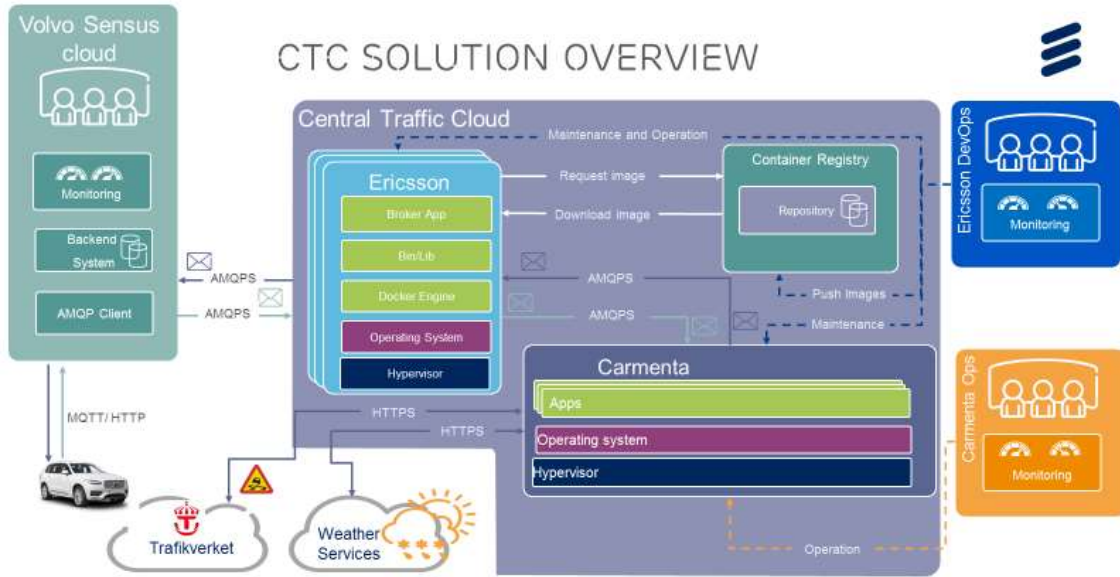 CTC SOLUTION OVERVIEW
Volvo Sensus
cloud
Monitoring
Backend
System
AMQP Client
AMQPS
AMQPS
MQTT/ HTTP
Central Traffic Cloud
Maintenance and Operation
Ericsson
Broker App
Bin/Lib
Docker Engine
Operating System
Hypervisor
Request image
Download image
AMQPS
AMQPS
Container Registry
Repository
Push Images
Maintenance
Carmenta
Apps
Operating system
Hypervisor
HTTPS
HTTPS
Operation
Trafikverket
Weather
Services
Ericsson DevOps
Monitoring
Carmenta Ops
Monitoring